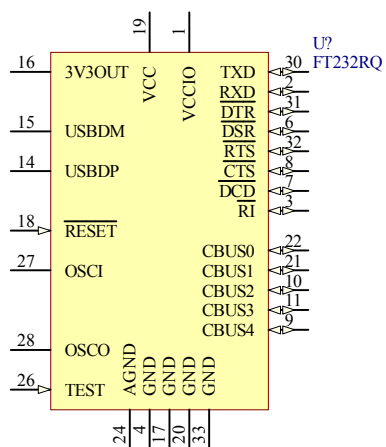 19
1
U?
FT232RQ
16 3V3OUT VCC VCCIO TXD 30
RXD 2
DTR 31
15 USBDM DSR 6
RTS 32
14 USBDP CTS 8
DCD 7
18 RESET RI 3
27 OSCI CBUS0 22
CBUS1 21
CBUS2 10
CBUS3 11
28 OSCO CBUS4 9
26 TEST AGND GND GND GND GND
24 4 17 20 33